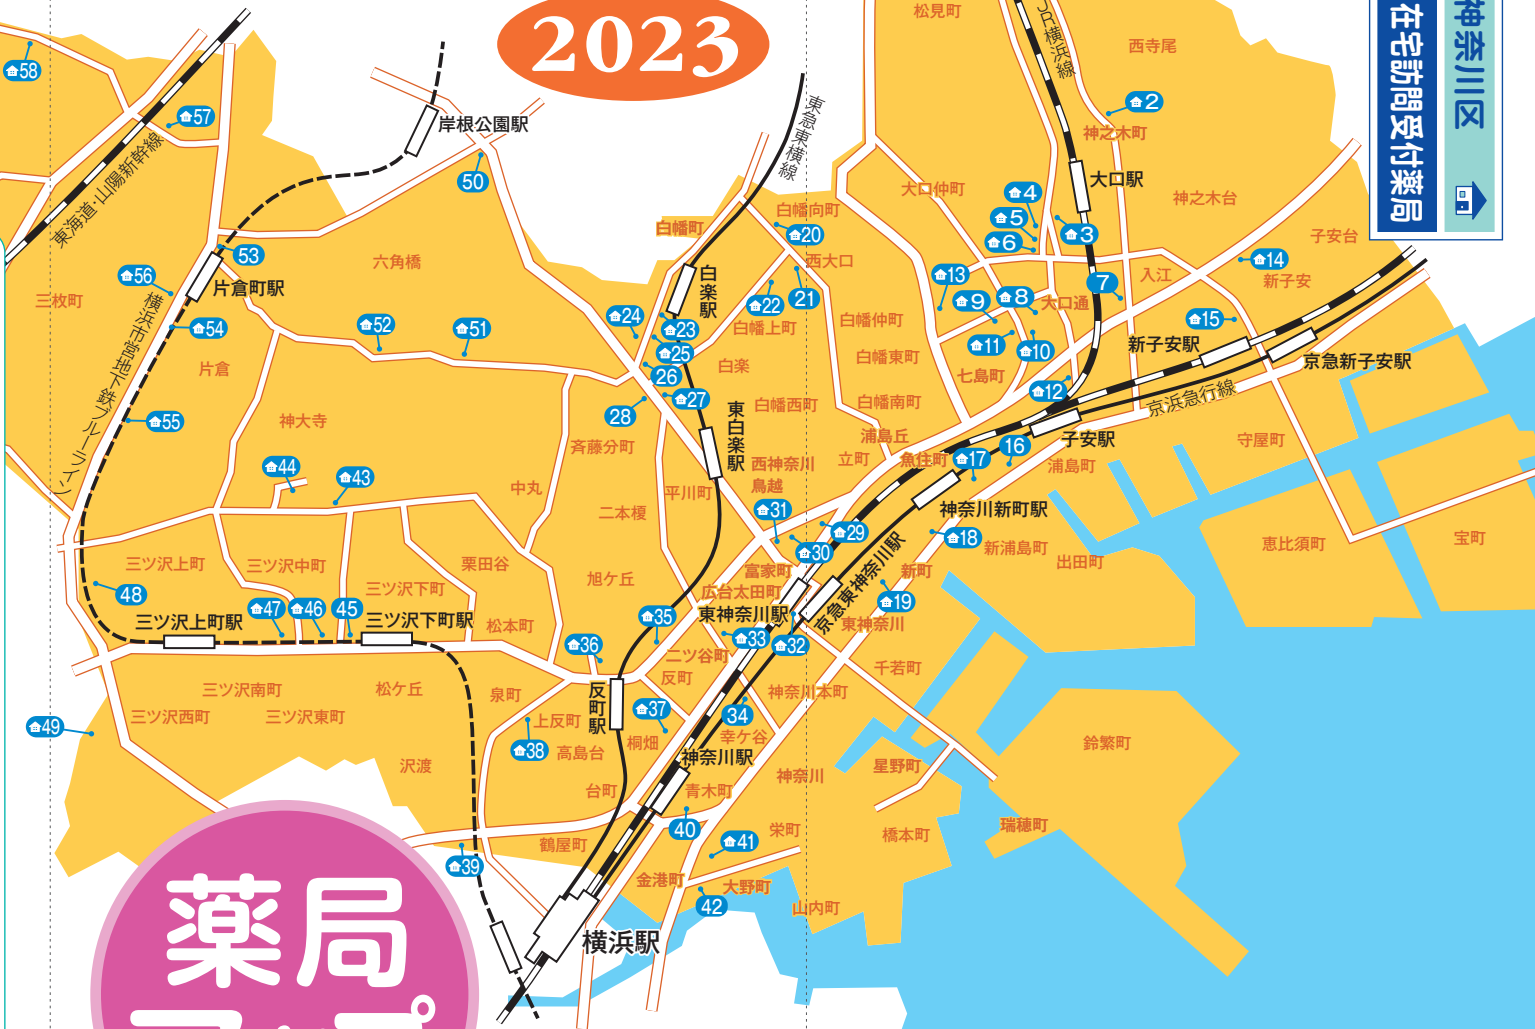 2023
神奈川区
在宅訪問受付薬局
松見町
JR横浜線
西寺尾
58
57
2
岸根公園駅
東急東横線
神之木町
東海道・山陽新幹線
50
大口駅
大口仲町
4
神之木台
白幡向町
5
3
白幡町
20
6
子安台
53
六角橋
西大口
14
56
片倉町駅
白楽駅
13
7
入江
新子安
三枚町
横浜市営地下鉄ブルーライン
22
21
9
8
大口通
54
52
51
24
23
白幡上町
白幡仲町
15
11
10
新子安駅
25
白幡東町
京急新子安駅
片倉
白楽
26
七島町
12
27
28
白幡西町
白幡南町
京浜急行線
55
神大寺
東白楽駅
浦島丘
子安駅
守屋町
斉藤分町
16
立町
魚住町
17
浦島町
44
43
西神奈川
鳥越
中丸
平川町
31
神奈川新町駅
二本榎
29
18
宝町
30
新浦島町
恵比須町
三ツ沢上町
三ツ沢中町
栗田谷
出田町
三ツ沢下町
旭ケ丘
富家町
新町
広台太田町
京急東神奈川駅
48
47
46
45
19
三ツ沢上町駅
三ツ沢下町駅
35
東神奈川駅
東神奈川
松本町
33
32
36
二ツ谷町
千若町
反町
三ツ沢南町
松ケ丘
泉町
反町駅
神奈川本町
三ツ沢西町
三ツ沢東町
37
34
49
上反町
38
高島台
桐畑
幸ケ谷
鈴繁町
沢渡
神奈川駅
神奈川
星野町
台町
青木町
40
栄町
橋本町
瑞穂町
鶴屋町
41
39
金港町
大野町
42
山内町
横浜駅
薬局
マップ